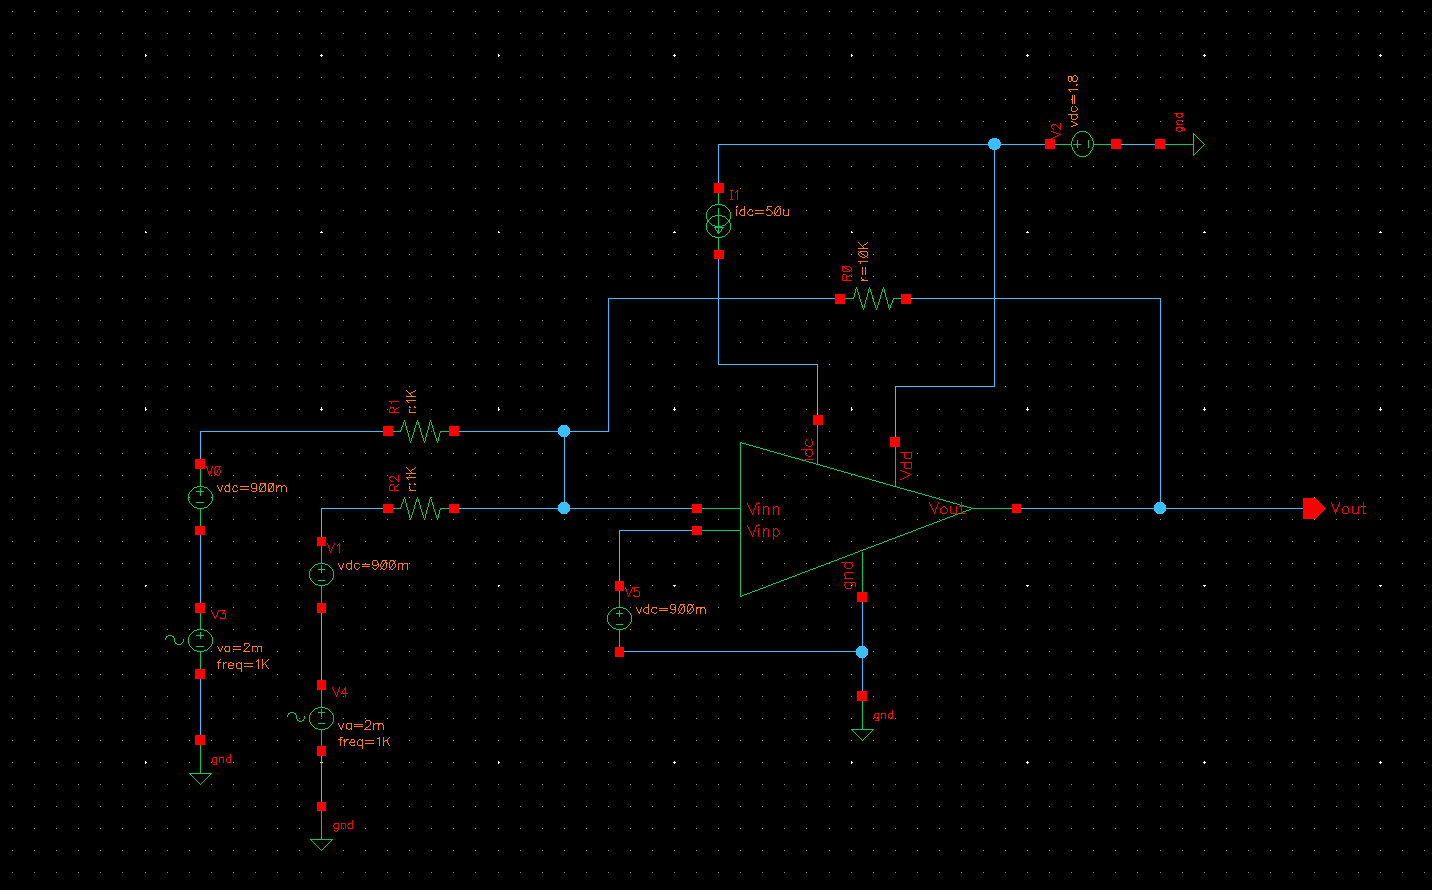 vdc=1.8
V2
gnd
I1
idc=50u
R0
r=10K
R1
r:1K
R2
r:1K
idc
Vdd
V0
vdc=900m
Vinn
Vout
Vout
Vinp
V1
vdc=900m
gnd
V5
vdc=900m
V3
va=2m
freq=1K
V4
va=2m
freq=1K
gnd
gnd
gnd